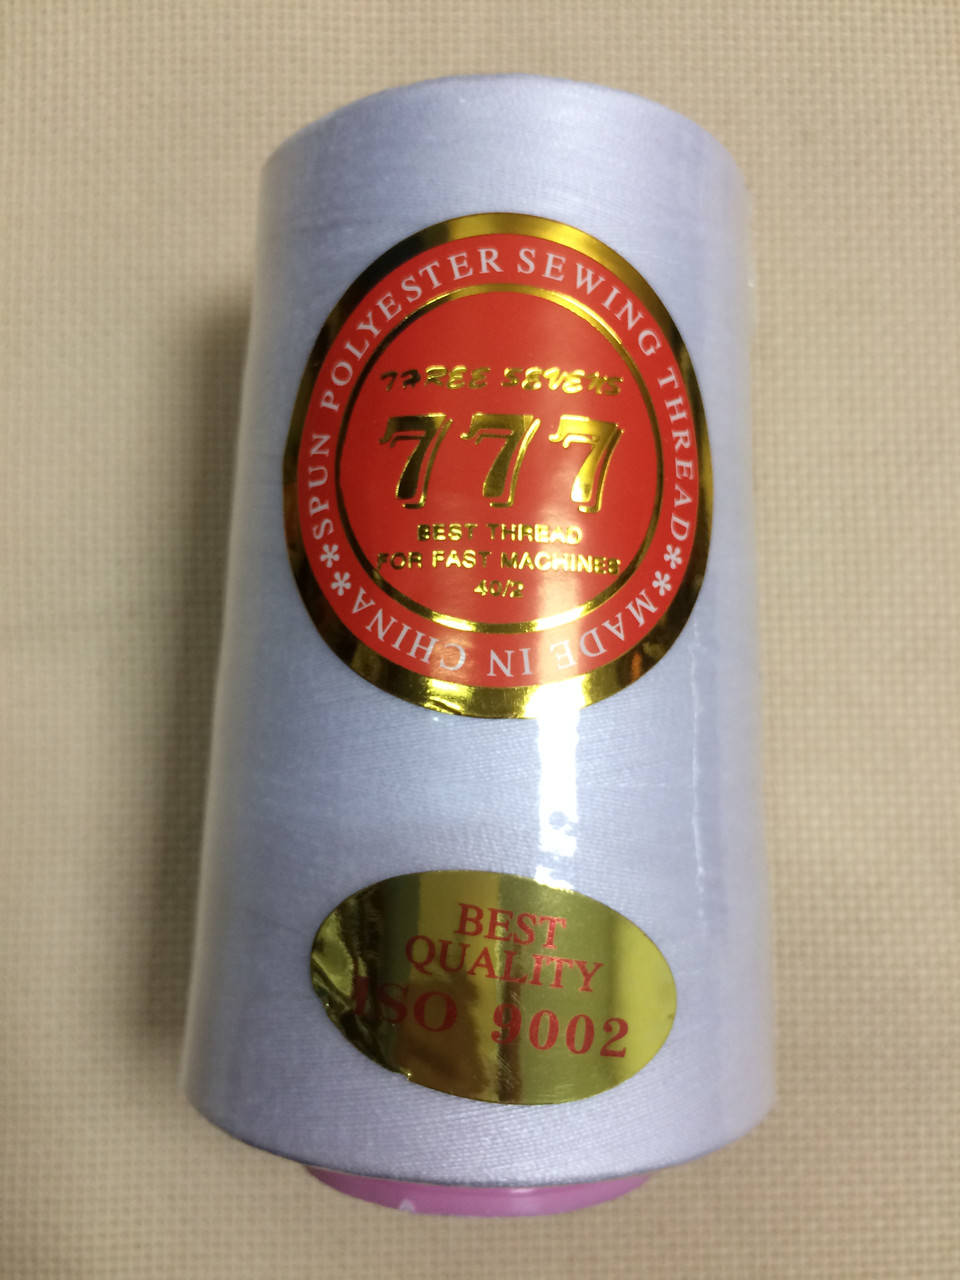 *SPUN POLYESTER SEWING THREAD*
THREE SEVENS
777
BEST THREAD
FOR FAST MACHINES
40/2
*MADE IN CHINA*
BEST
QUALITY
ISO 9002